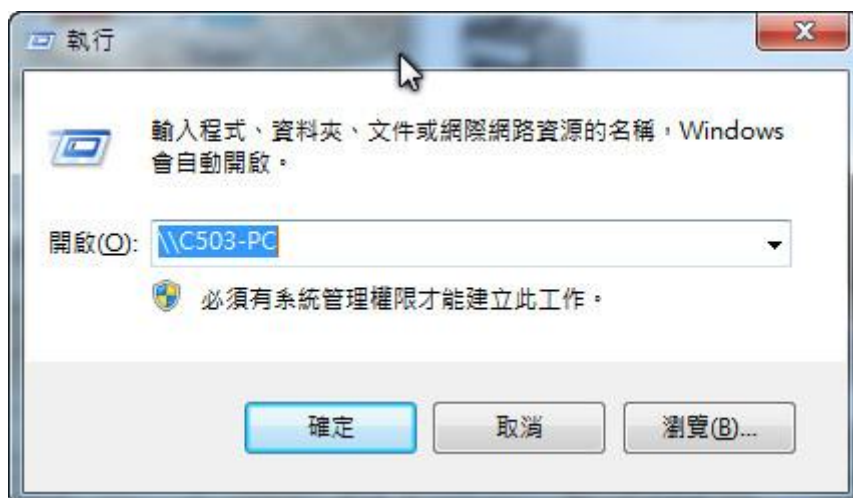 執行
輸入程式、資料夾、文件或網際網路資源的名稱，Windows
會自動開啟。
開啟(O): \\C503-PC
必須有系統管理權限才能建立此工作。
確定 取消 瀏覽(B)...